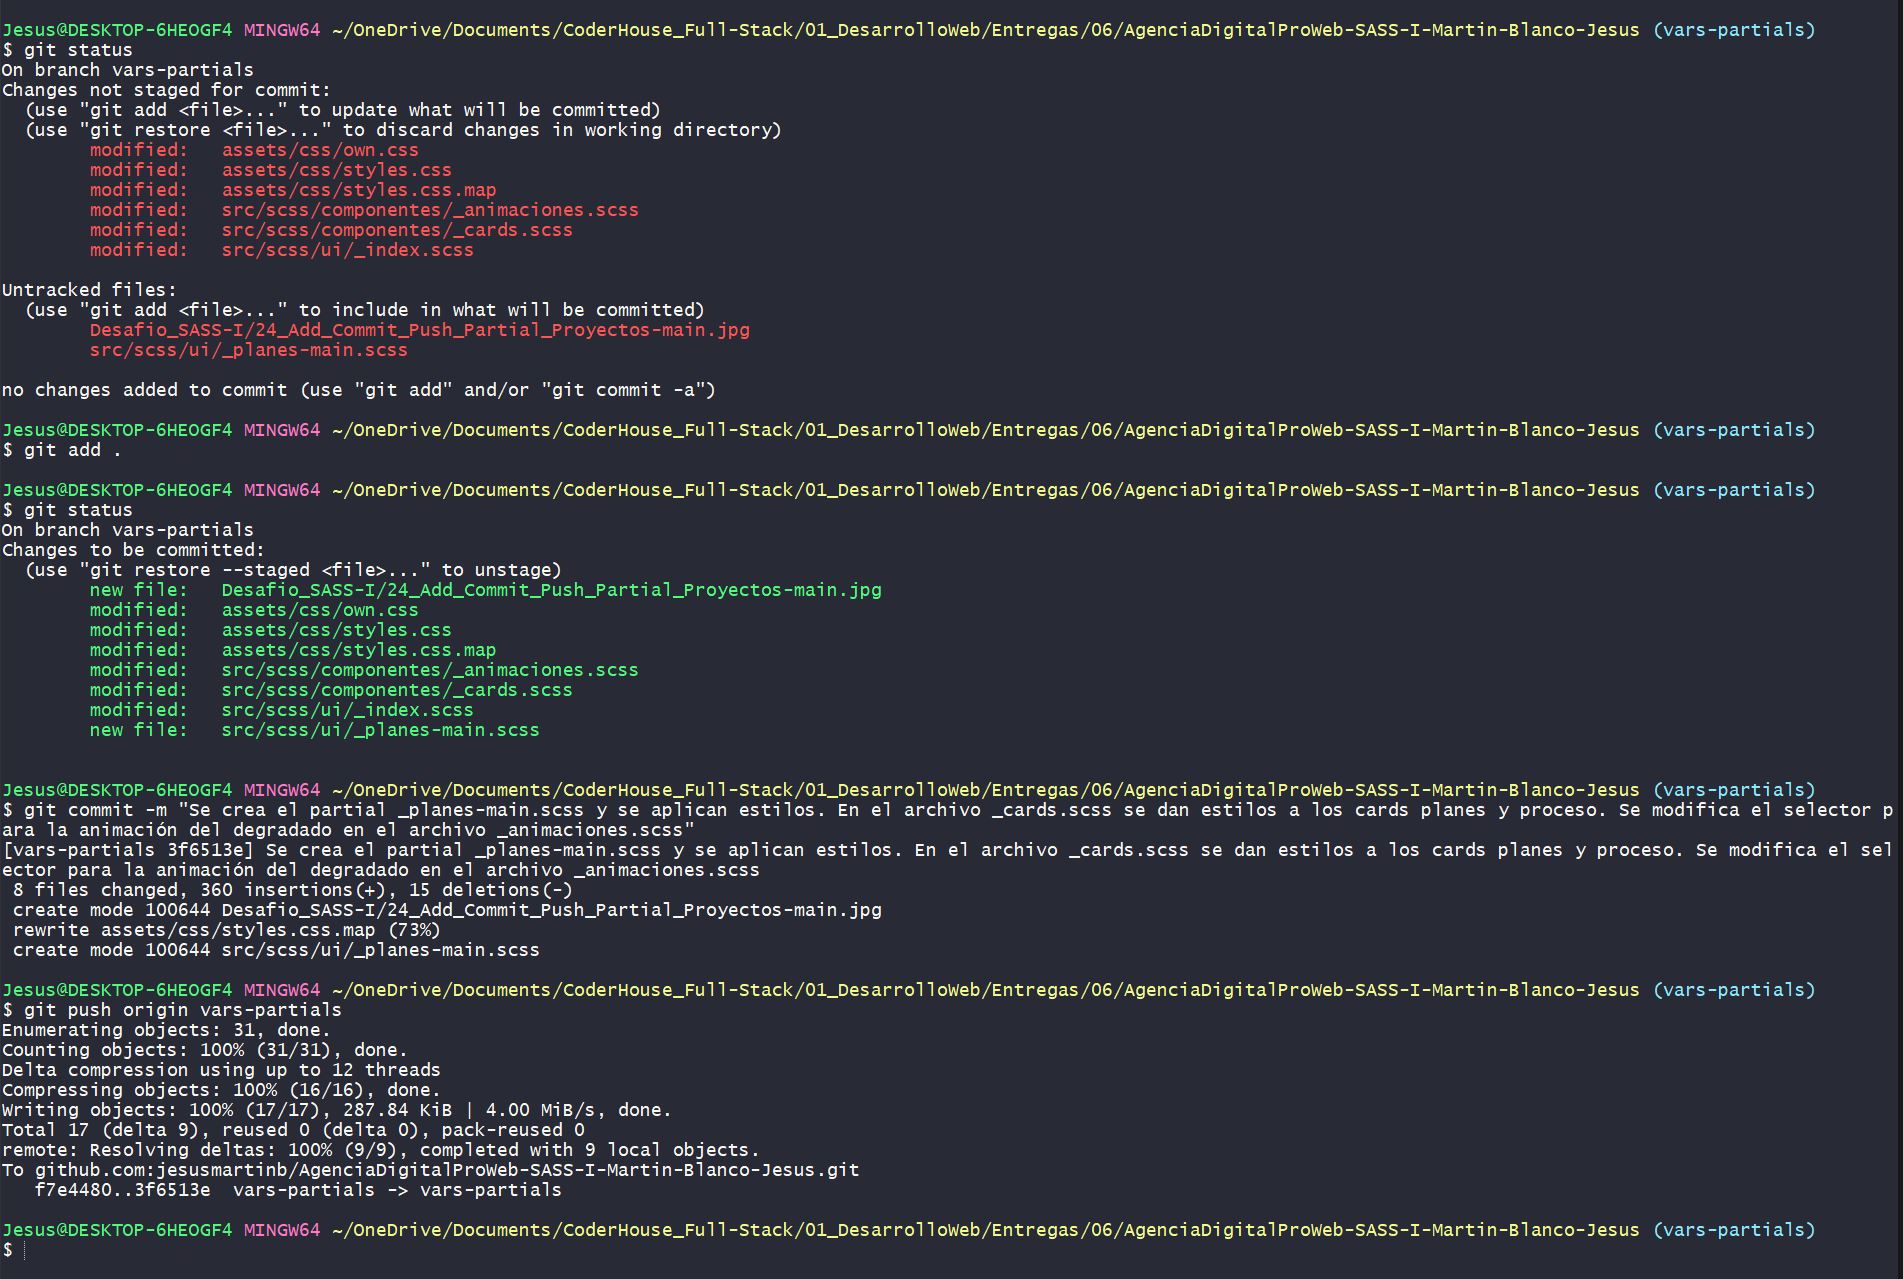 Jesus@DESKTOP-6HEOGF4 MINGW64 ~/OneDrive/Documents/CoderHouse_Full-Stack/01_DesarrolloWeb/Entregas/06/AgenciaDigitalProWeb-SASS-I-Martin-Blanco-Jesus (vars-partials)
$ git status
On branch vars-partials
Changes not staged for commit:
  (use "git add <file>..." to update what will be committed)
  (use "git restore <file>..." to discard changes in working directory)
        modified:   assets/css/own.css
        modified:   assets/css/styles.css
        modified:   assets/css/styles.css.map
        modified:   src/scss/componentes/_animaciones.scss
        modified:   src/scss/componentes/_cards.scss
        modified:   src/scss/ui/_index.scss

Untracked files:
  (use "git add <file>..." to include in what will be committed)
        Desafio_SASS-I/24_Add_Commit_Push_Partial_Proyectos-main.jpg
        src/scss/ui/_planes-main.scss

no changes added to commit (use "git add" and/or "git commit -a")

Jesus@DESKTOP-6HEOGF4 MINGW64 ~/OneDrive/Documents/CoderHouse_Full-Stack/01_DesarrolloWeb/Entregas/06/AgenciaDigitalProWeb-SASS-I-Martin-Blanco-Jesus (vars-partials)
$ git add .

Jesus@DESKTOP-6HEOGF4 MINGW64 ~/OneDrive/Documents/CoderHouse_Full-Stack/01_DesarrolloWeb/Entregas/06/AgenciaDigitalProWeb-SASS-I-Martin-Blanco-Jesus (vars-partials)
$ git status
On branch vars-partials
Changes to be committed:
  (use "git restore --staged <file>..." to unstage)
        new file:   Desafio_SASS-I/24_Add_Commit_Push_Partial_Proyectos-main.jpg
        modified:   assets/css/own.css
        modified:   assets/css/styles.css
        modified:   assets/css/styles.css.map
        modified:   src/scss/componentes/_animaciones.scss
        modified:   src/scss/componentes/_cards.scss
        modified:   src/scss/ui/_index.scss
        new file:   src/scss/ui/_planes-main.scss

Jesus@DESKTOP-6HEOGF4 MINGW64 ~/OneDrive/Documents/CoderHouse_Full-Stack/01_DesarrolloWeb/Entregas/06/AgenciaDigitalProWeb-SASS-I-Martin-Blanco-Jesus (vars-partials)
$ git commit -m "Se crea el partial _planes-main.scss y se aplican estilos. En el archivo _cards.scss se dan estilos a los cards planes y proceso. Se modifica el selector p
ara la animación del degradado en el archivo _animaciones.scss"
[vars-partials 3f6513e] Se crea el partial _planes-main.scss y se aplican estilos. En el archivo _cards.scss se dan estilos a los cards planes y proceso. Se modifica el sel
ector para la animación del degradado en el archivo _animaciones.scss
 8 files changed, 360 insertions(+), 15 deletions(-)
 create mode 100644 Desafio_SASS-I/24_Add_Commit_Push_Partial_Proyectos-main.jpg
 rewrite assets/css/styles.css.map (73%)
 create mode 100644 src/scss/ui/_planes-main.scss

Jesus@DESKTOP-6HEOGF4 MINGW64 ~/OneDrive/Documents/CoderHouse_Full-Stack/01_DesarrolloWeb/Entregas/06/AgenciaDigitalProWeb-SASS-I-Martin-Blanco-Jesus (vars-partials)
$ git push origin vars-partials
Enumerating objects: 31, done.
Counting objects: 100% (31/31), done.
Delta compression using up to 12 threads
Compressing objects: 100% (16/16), done.
Writing objects: 100% (17/17), 287.84 KiB | 4.00 MiB/s, done.
Total 17 (delta 9), reused 0 (delta 0), pack-reused 0
remote: Resolving deltas: 100% (9/9), completed with 9 local objects.
To github.com:jesusmartinb/AgenciaDigitalProWeb-SASS-I-Martin-Blanco-Jesus.git
   f7e4480..3f6513e  vars-partials -> vars-partials

Jesus@DESKTOP-6HEOGF4 MINGW64 ~/OneDrive/Documents/CoderHouse_Full-Stack/01_DesarrolloWeb/Entregas/06/AgenciaDigitalProWeb-SASS-I-Martin-Blanco-Jesus (vars-partials)
$